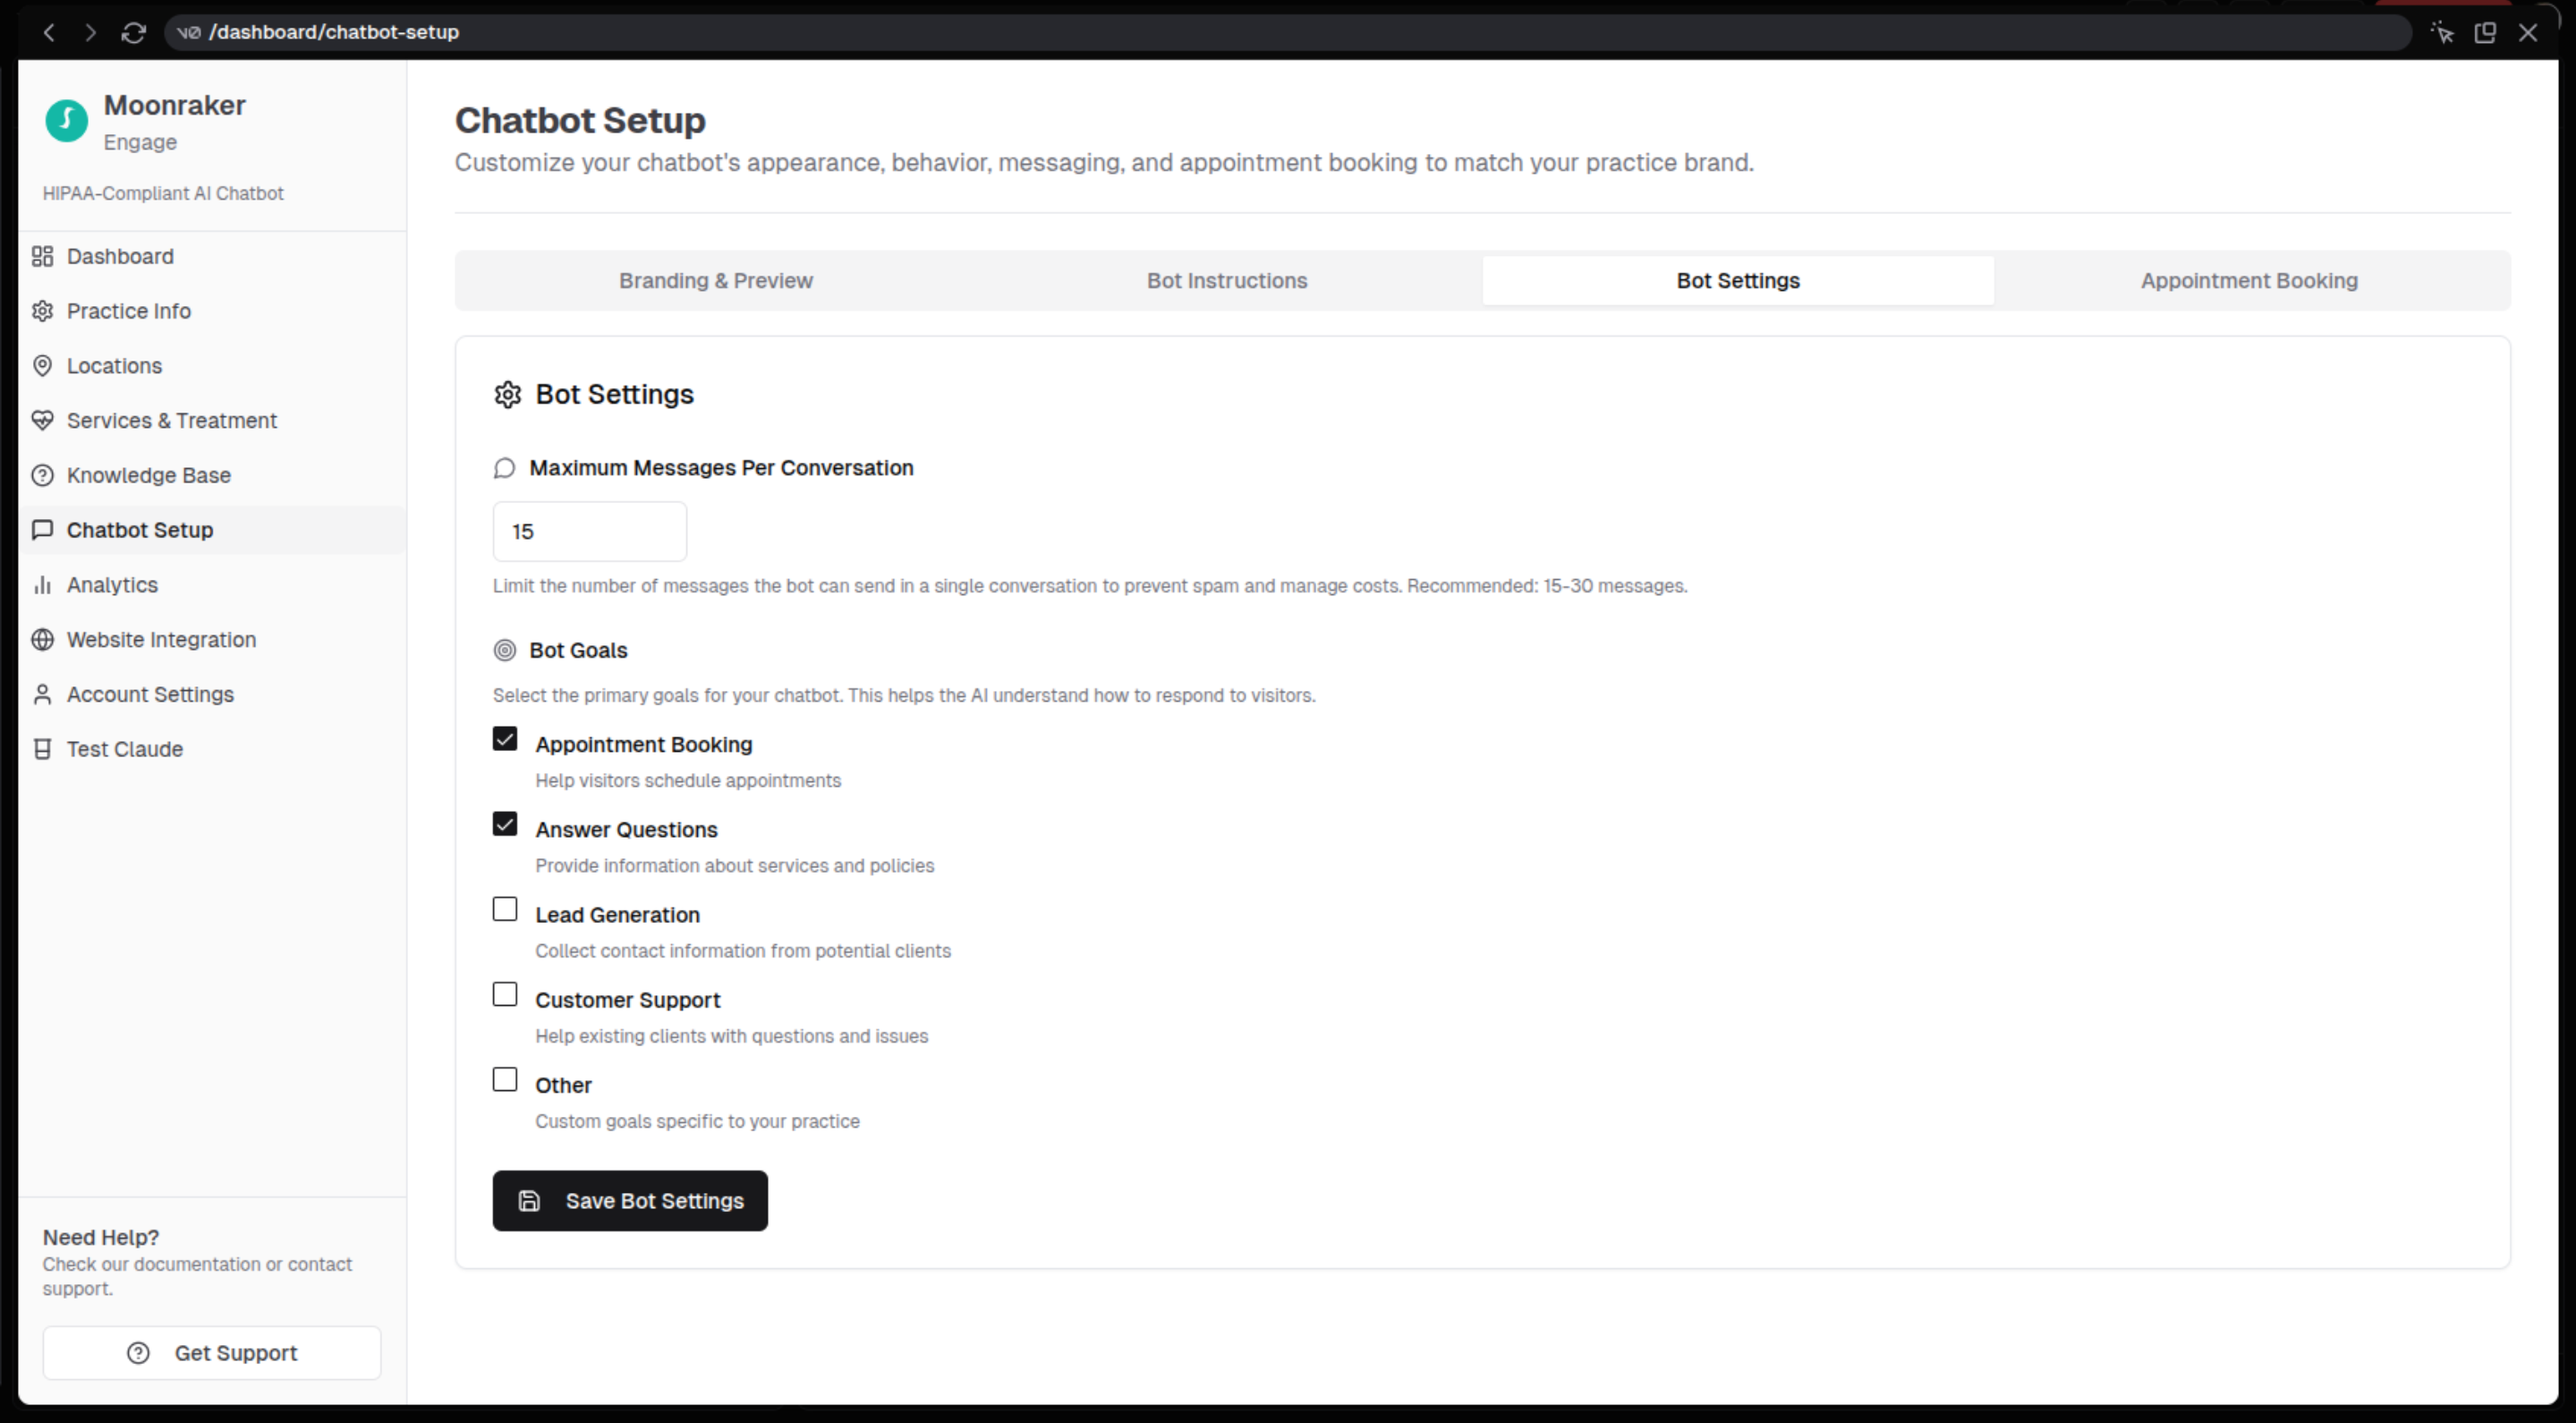 v0 /dashboard/chatbot-setup
Moonraker
Engage
HIPAA-Compliant AI Chatbot
Dashboard
Practice Info
Locations
Services & Treatment
Knowledge Base
Chatbot Setup
Analytics
Website Integration
Account Settings
Test Claude
Need Help?
Check our documentation or contact
support.
Get Support
Chatbot Setup
Customize your chatbot's appearance, behavior, messaging, and appointment booking to match your practice brand.
Branding & Preview
Bot Instructions
Bot Settings
Appointment Booking
Bot Settings
Maximum Messages Per Conversation
15
Limit the number of messages the bot can send in a single conversation to prevent spam and manage costs. Recommended: 15-30 messages.
Bot Goals
Select the primary goals for your chatbot. This helps the AI understand how to respond to visitors.
Appointment Booking
Help visitors schedule appointments
Answer Questions
Provide information about services and policies
Lead Generation
Collect contact information from potential clients
Customer Support
Help existing clients with questions and issues
Other
Custom goals specific to your practice
Save Bot Settings